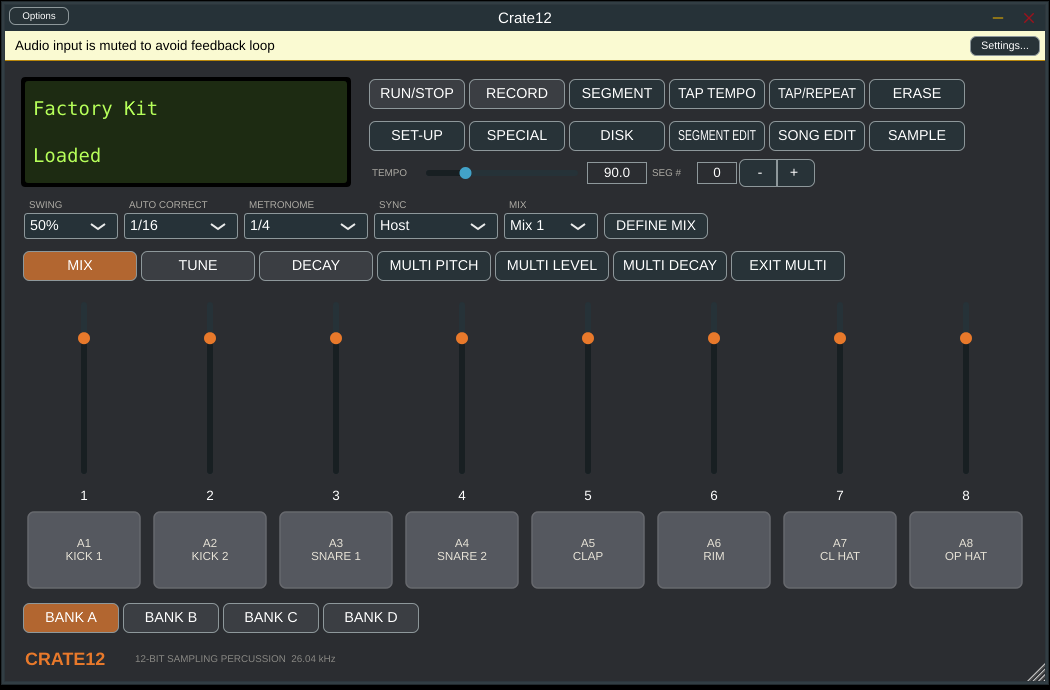 Options
Crate12
Audio input is muted to avoid feedback loop
Settings...
Factory Kit
Loaded
RUN/STOP RECORD SEGMENT TAP TEMPO TAP/REPEAT ERASE
SET-UP SPECIAL DISK SEGMENT EDIT SONG EDIT SAMPLE
TEMPO 90.0 SEG # 0 - +
SWING AUTO CORRECT METRONOME SYNC MIX
50% 1/16 1/4 Host Mix 1 DEFINE MIX
MIX TUNE DECAY MULTI PITCH MULTI LEVEL MULTI DECAY EXIT MULTI
1 2 3 4 5 6 7 8
A1 A2 A3 A4 A5 A6 A7 A8
KICK 1 KICK 2 SNARE 1 SNARE 2 CLAP RIM CL HAT OP HAT
BANK A BANK B BANK C BANK D
CRATE12 12-BIT SAMPLING PERCUSSION 26.04 kHz